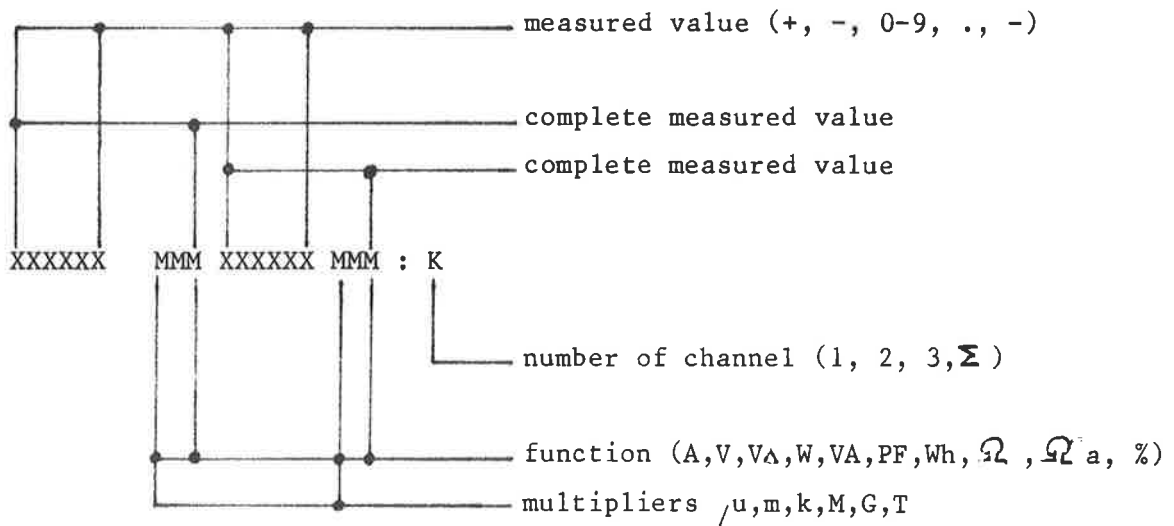 measured value (+, -, 0-9, ., -)
complete measured value
complete measured value
XXXXXX MMM XXXXXX MMM : K
number of channel (1, 2, 3,Σ )
function (A,V,VΔ,W,VA,PF,Wh, Ω , Ω a, %)
multipliers /u,m,k,M,G,T